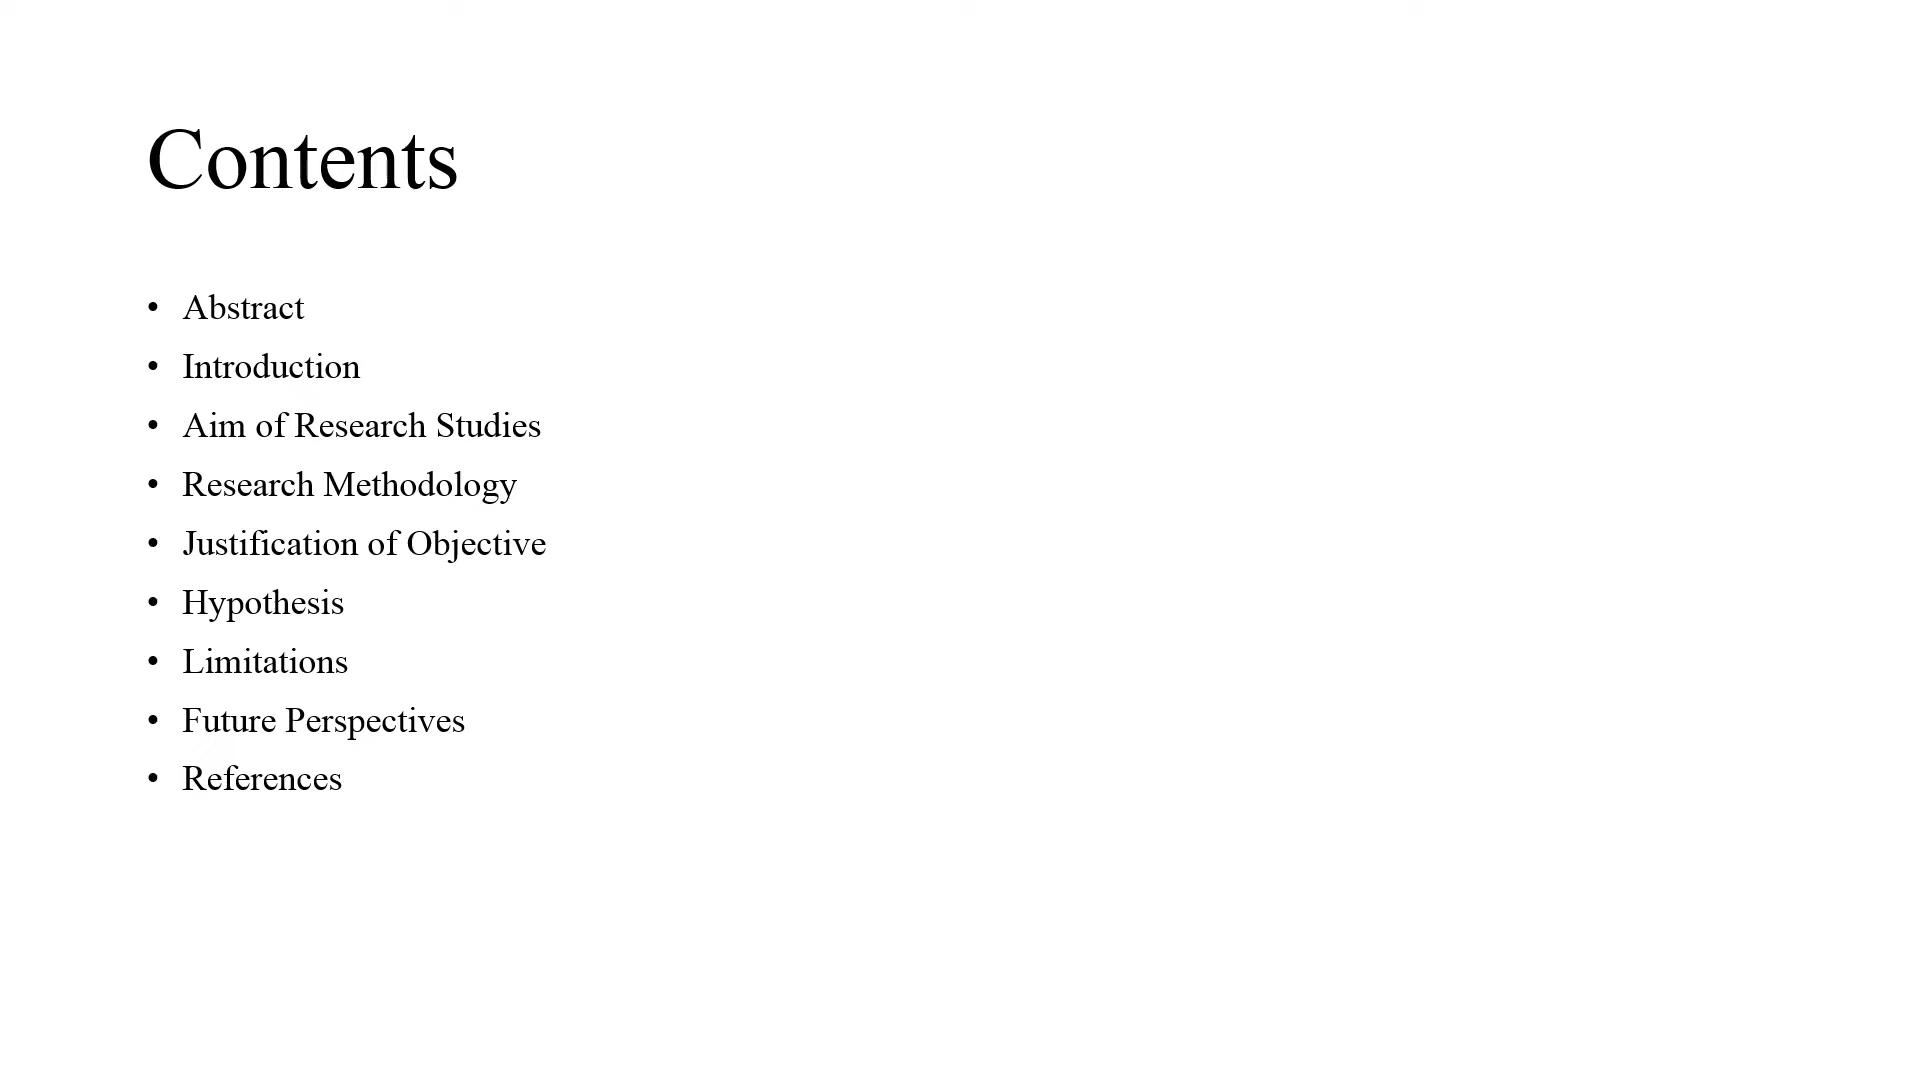 Contents
• Abstract
• Introduction
• Aim of Research Studies
• Research Methodology
• Justification of Objective
• Hypothesis
• Limitations
• Future Perspectives
• References